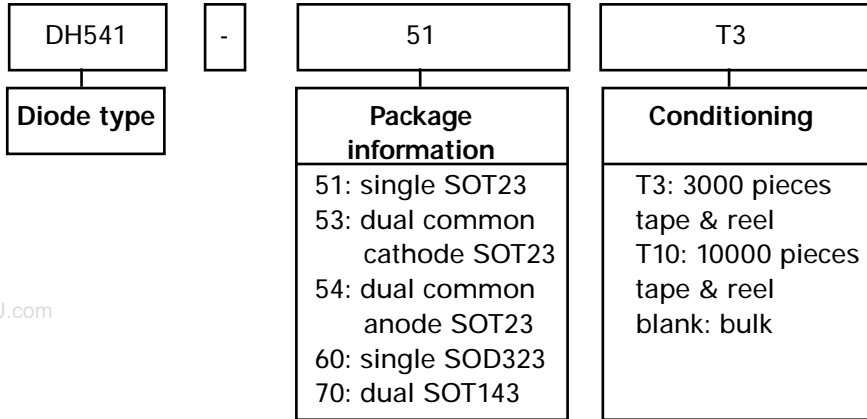 DH541 - 51 T3
Diode type
Package
information
Conditioning
51: single SOT23
53: dual common
cathode SOT23
54: dual common
anode SOT23
60: single SOD323
70: dual SOT143
T3: 3000 pieces
tape & reel
T10: 10000 pieces
tape & reel
blank: bulk
.com